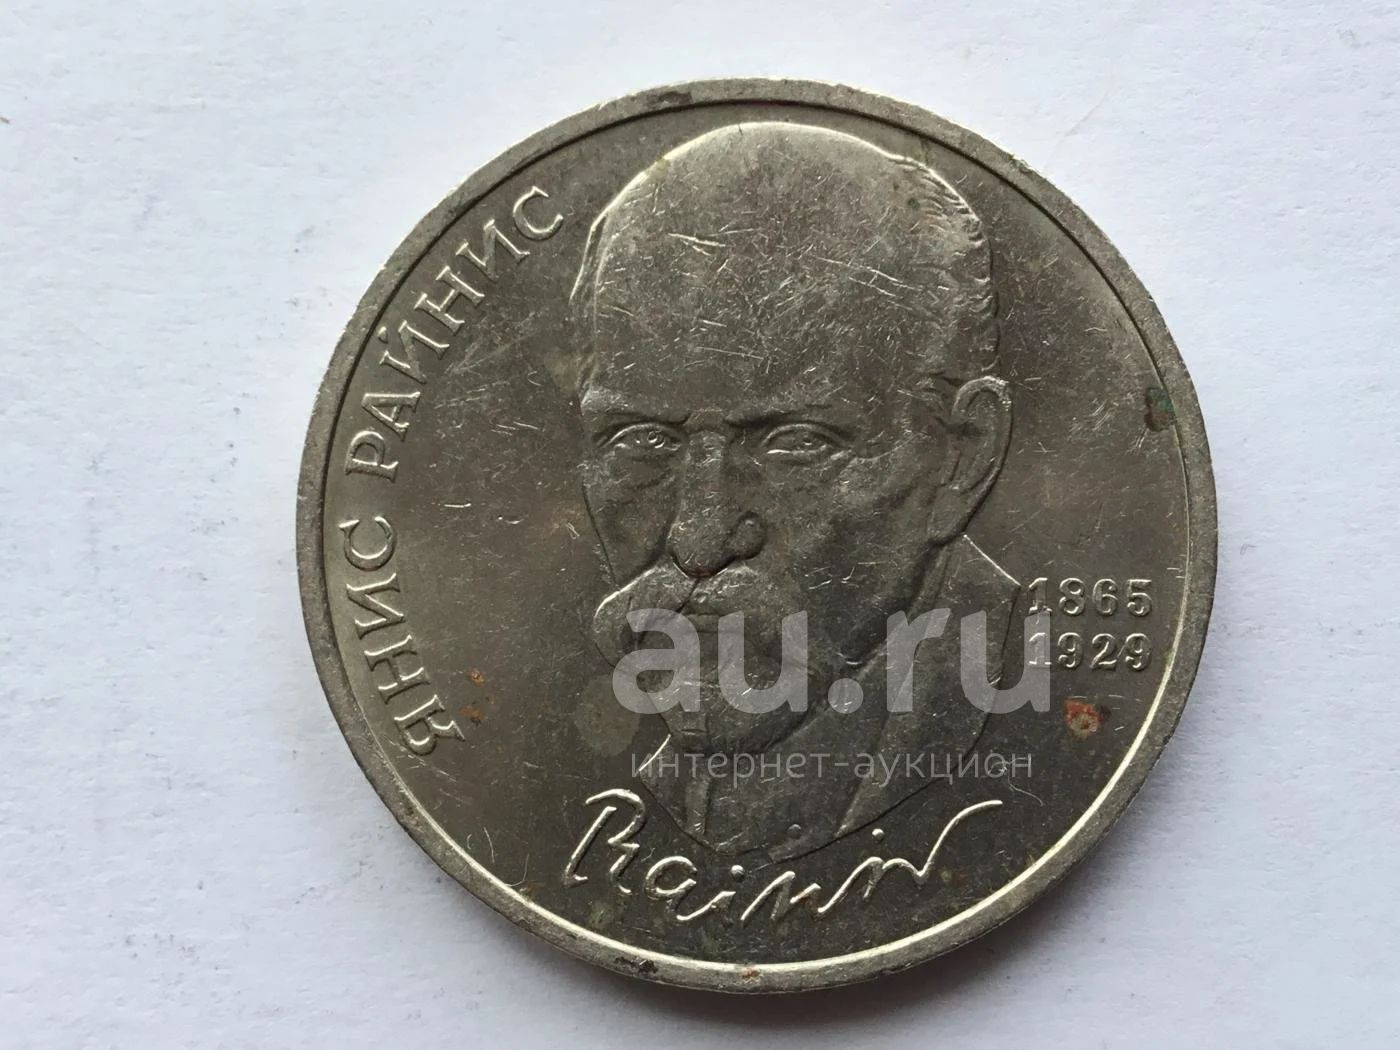 ЯНИС РАЙНИС
1865
1929
au.ru
интернет-аукцион
Rainis